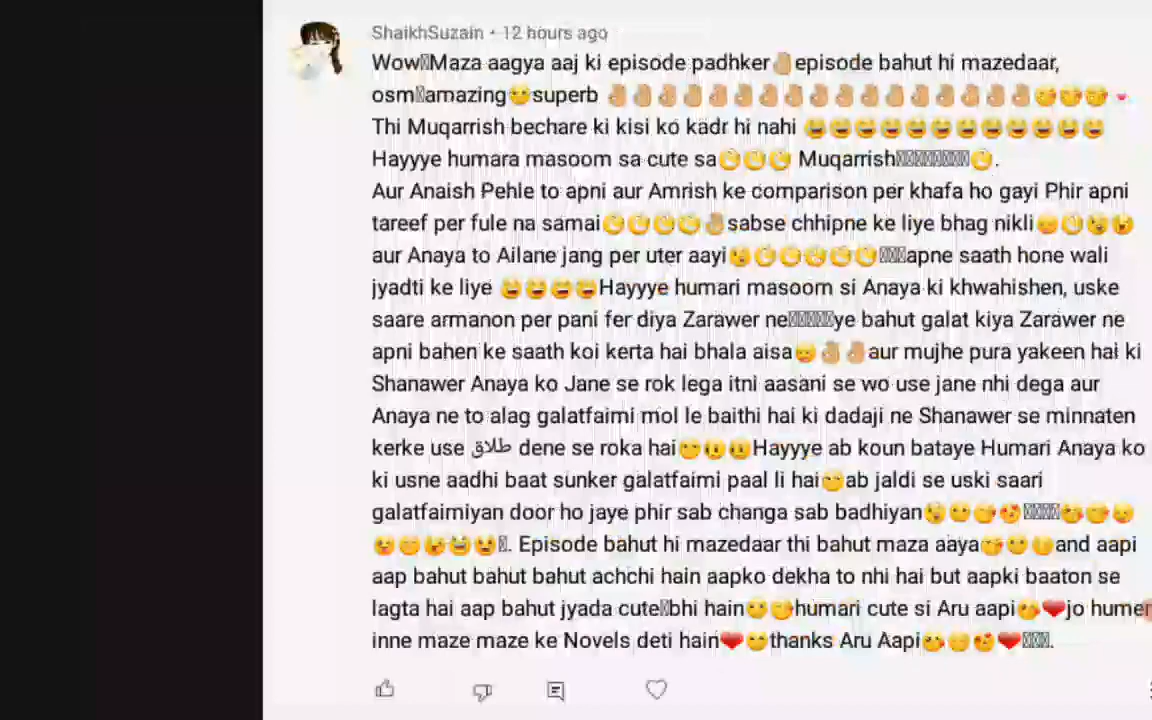 ShaikhSuzain • 12 hours ago
Wow Maza aagya aaj ki episode padhker🤌🏼episode bahut hi mazedaar,
osm amazing superb 👌🏼👌🏼👌🏼👌🏼👌🏼👌🏼👌🏼👌🏼👌🏼👌🏼👌🏼👌🏼👌🏼👌🏼👌🏼👌🏼👌🏼
Thi Muqarrish bechare ki kisi ko kadr hi nahi 😂😂😂😂😂😂😂😂😂😂😂😂
Hayyye humara masoom sa cute sa Muqarrish .
Aur Anaish Pehle to apni aur Amrish ke comparison per khafa ho gayi Phir apni
tareef per fule na samai sabse chhipne ke liye bhag nikli
aur Anaya to Ailane jang per uter aayi apne saath hone wali
jyadti ke liye Hayyye humari masoom si Anaya ki khwahishen, uske
saare armanon per pani fer diya Zarawer ne ye bahut galat kiya Zarawer ne
apni bahen ke saath koi kerta hai bhala aisa aur mujhe pura yakeen hai ki
Shanawer Anaya ko Jane se rok lega itni aasani se wo use jane nhi dega aur
Anaya ne to alag galatfaimi mol le baithi hai ki dadaji ne Shanawer se minnaten
kerke use طلاق dene se roka hai Hayyye ab koun bataye Humari Anaya ko
ki usne aadhi baat sunker galatfaimi paal li hai ab jaldi se uski saari
galatfaimiyan door ho jaye phir sab changa sab badhiyan
. Episode bahut hi mazedaar thi bahut maza aaya and aapi
aap bahut bahut bahut achchi hain aapko dekha to nhi hai but aapki baaton se
lagta hai aap bahut jyada cute bhi hain humari cute si Aru aapi ❤️jo humen
inne maze maze ke Novels deti hain❤️ thanks Aru Aapi ❤️ .